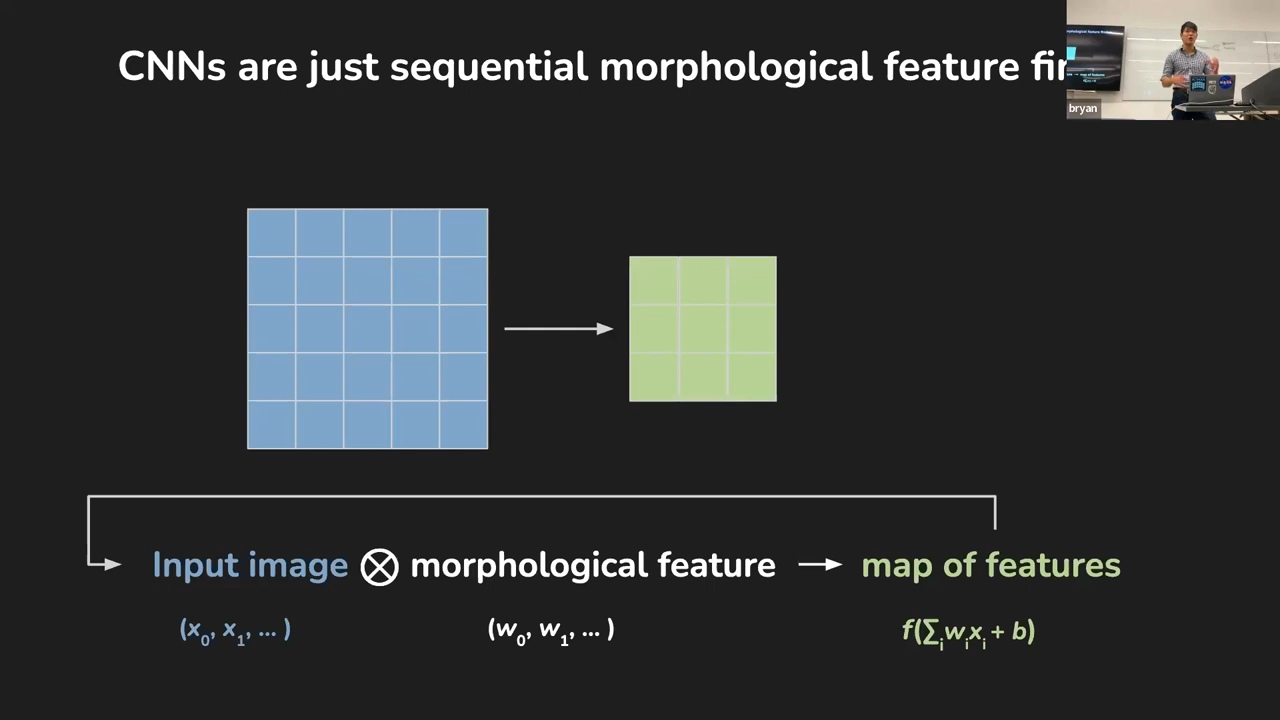 CNNs are just sequential morphological feature
bryan
Input image ⊗ morphological feature → map of features
(x₀, x₁, ... ) (w₀, w₁, ... ) f(∑ᵢwᵢxᵢ + b)